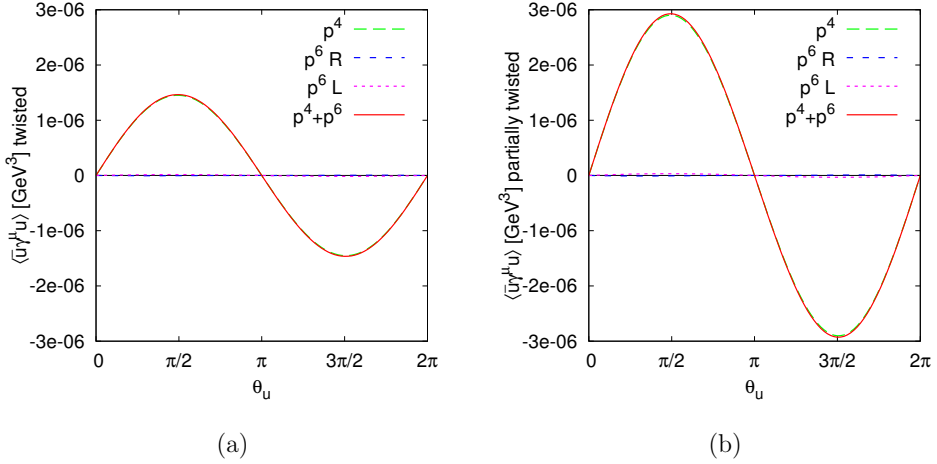 ⟨ūγ^μu⟩ [GeV^3] twisted
3e-06
2e-06
1e-06
0
-1e-06
-2e-06
-3e-06
0 π/2 π 3π/2 2π
θ_u
p^4
p^6 R
p^6 L
p^4+p^6
(a)
⟨ūγ^μu⟩ [GeV^3] partially twisted
3e-06
2e-06
1e-06
0
-1e-06
-2e-06
-3e-06
0 π/2 π 3π/2 2π
θ_u
p^4
p^6 R
p^6 L
p^4+p^6
(b)